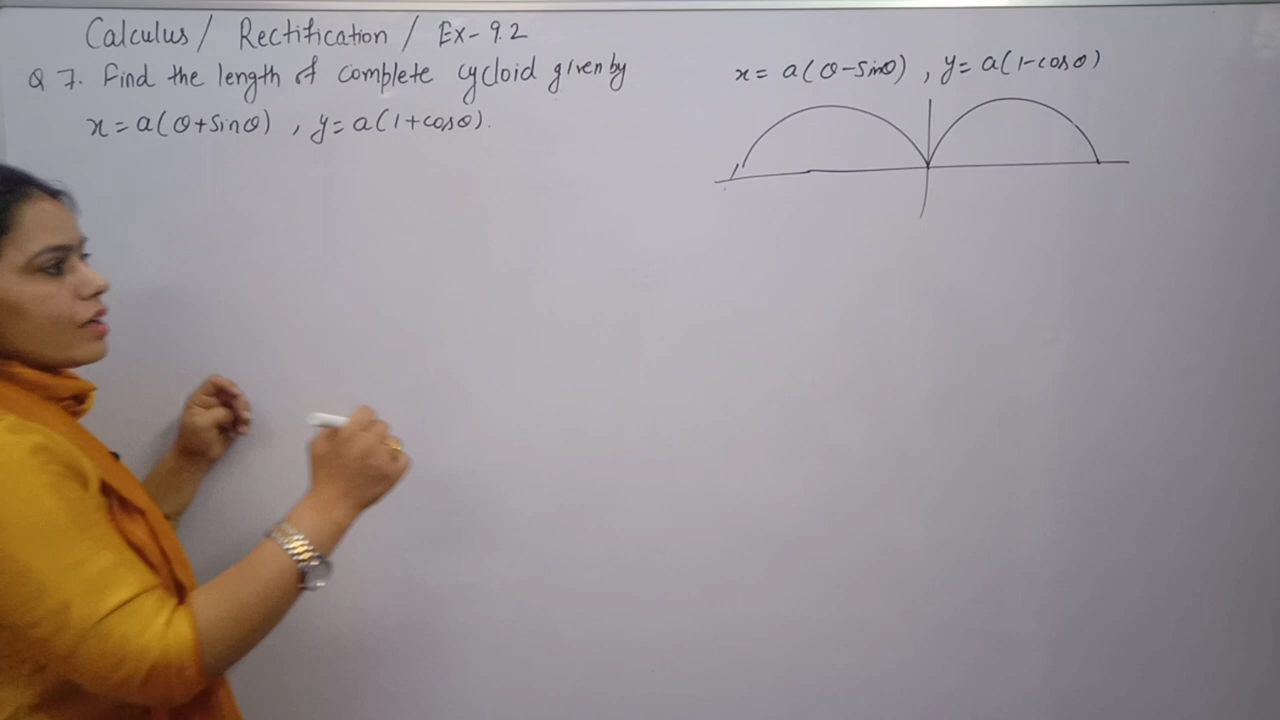 Calculus / Rectification / Ex-9.2
Q 7. Find the length of complete cycloid given by
x = a(θ+sinθ) , y = a(1+cosθ).
x = a(θ-sinθ) , y = a(1-cosθ)